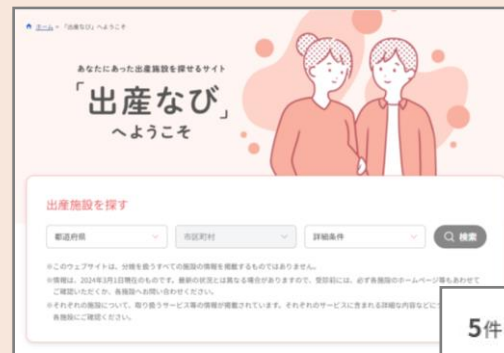 ホーム > 「出産なび」へようこそ
あなたにあった出産施設を探せるサイト
「出産なび」
へようこそ
出産施設を探す
都道府県
市区町村
詳細条件
検索
※このウェブサイトは、分娩を扱うすべての施設の情報を掲載するものではありません。
※情報は、2024年3月1日現在のものです。最新の状況とは異なる場合がありますので、受診前には、必ず各施設のホームページ等もあわせて
ご確認いただくか、各施設へお問い合わせください。
※それぞれの施設について、取り扱うサービス等の情報が掲載されています。それぞれのサービスに含まれる詳細な内容などに
各施設にご確認ください。
5件